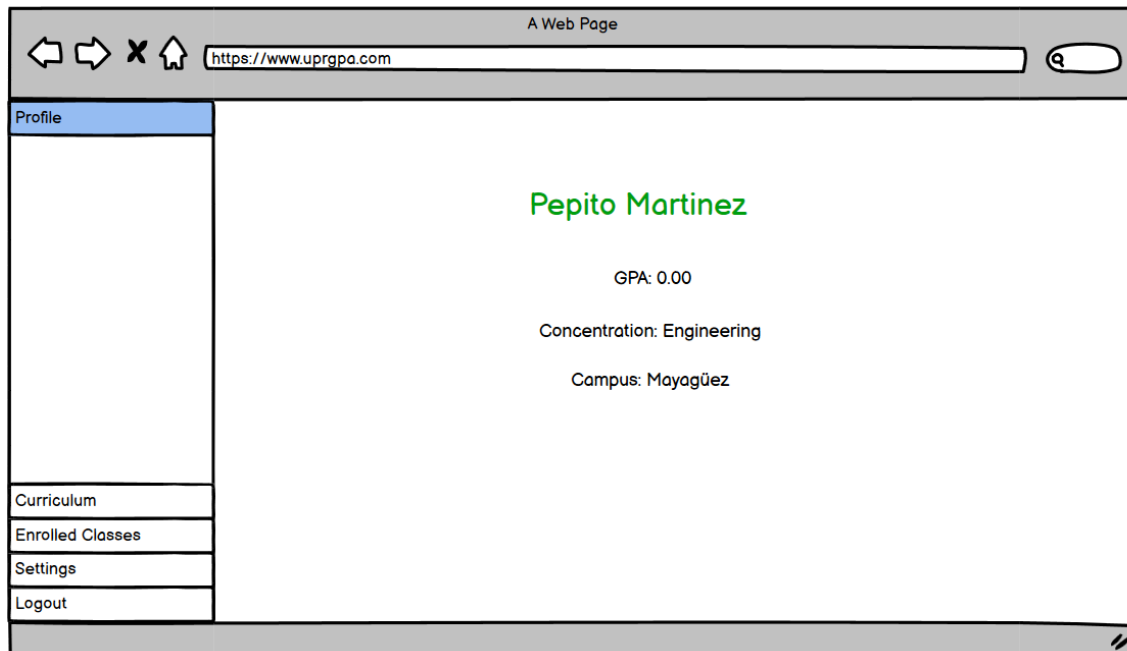 A Web Page
https://www.uprgpa.com
Profile
Pepito Martinez
GPA: 0.00
Concentration: Engineering
Campus: Mayagüez
Curriculum
Enrolled Classes
Settings
Logout